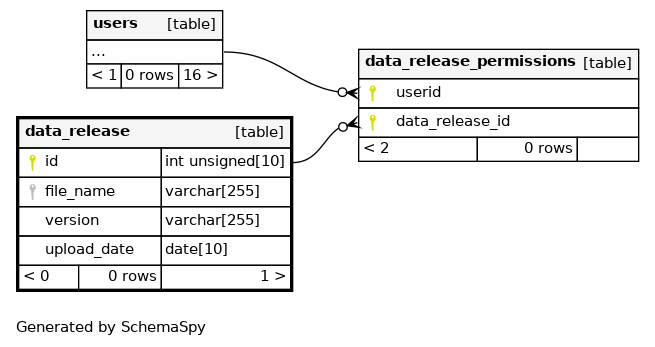 users [table]
...
< 1 0 rows 16 >
data_release_permissions [table]
userid
data_release_id
< 2 0 rows
data_release [table]
id int unsigned[10]
file_name varchar[255]
version varchar[255]
upload_date date[10]
< 0 0 rows 1 >
Generated by SchemaSpy